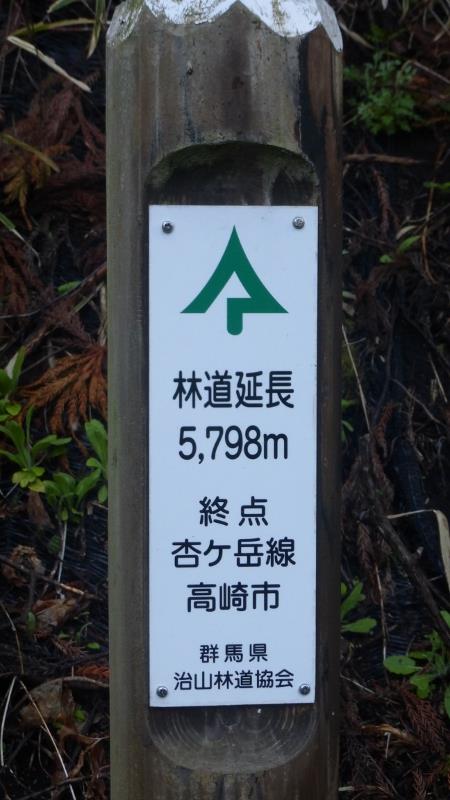 林道延長
5,798m
終点
杏ケ岳線
高崎市
群馬県
治山林道協会